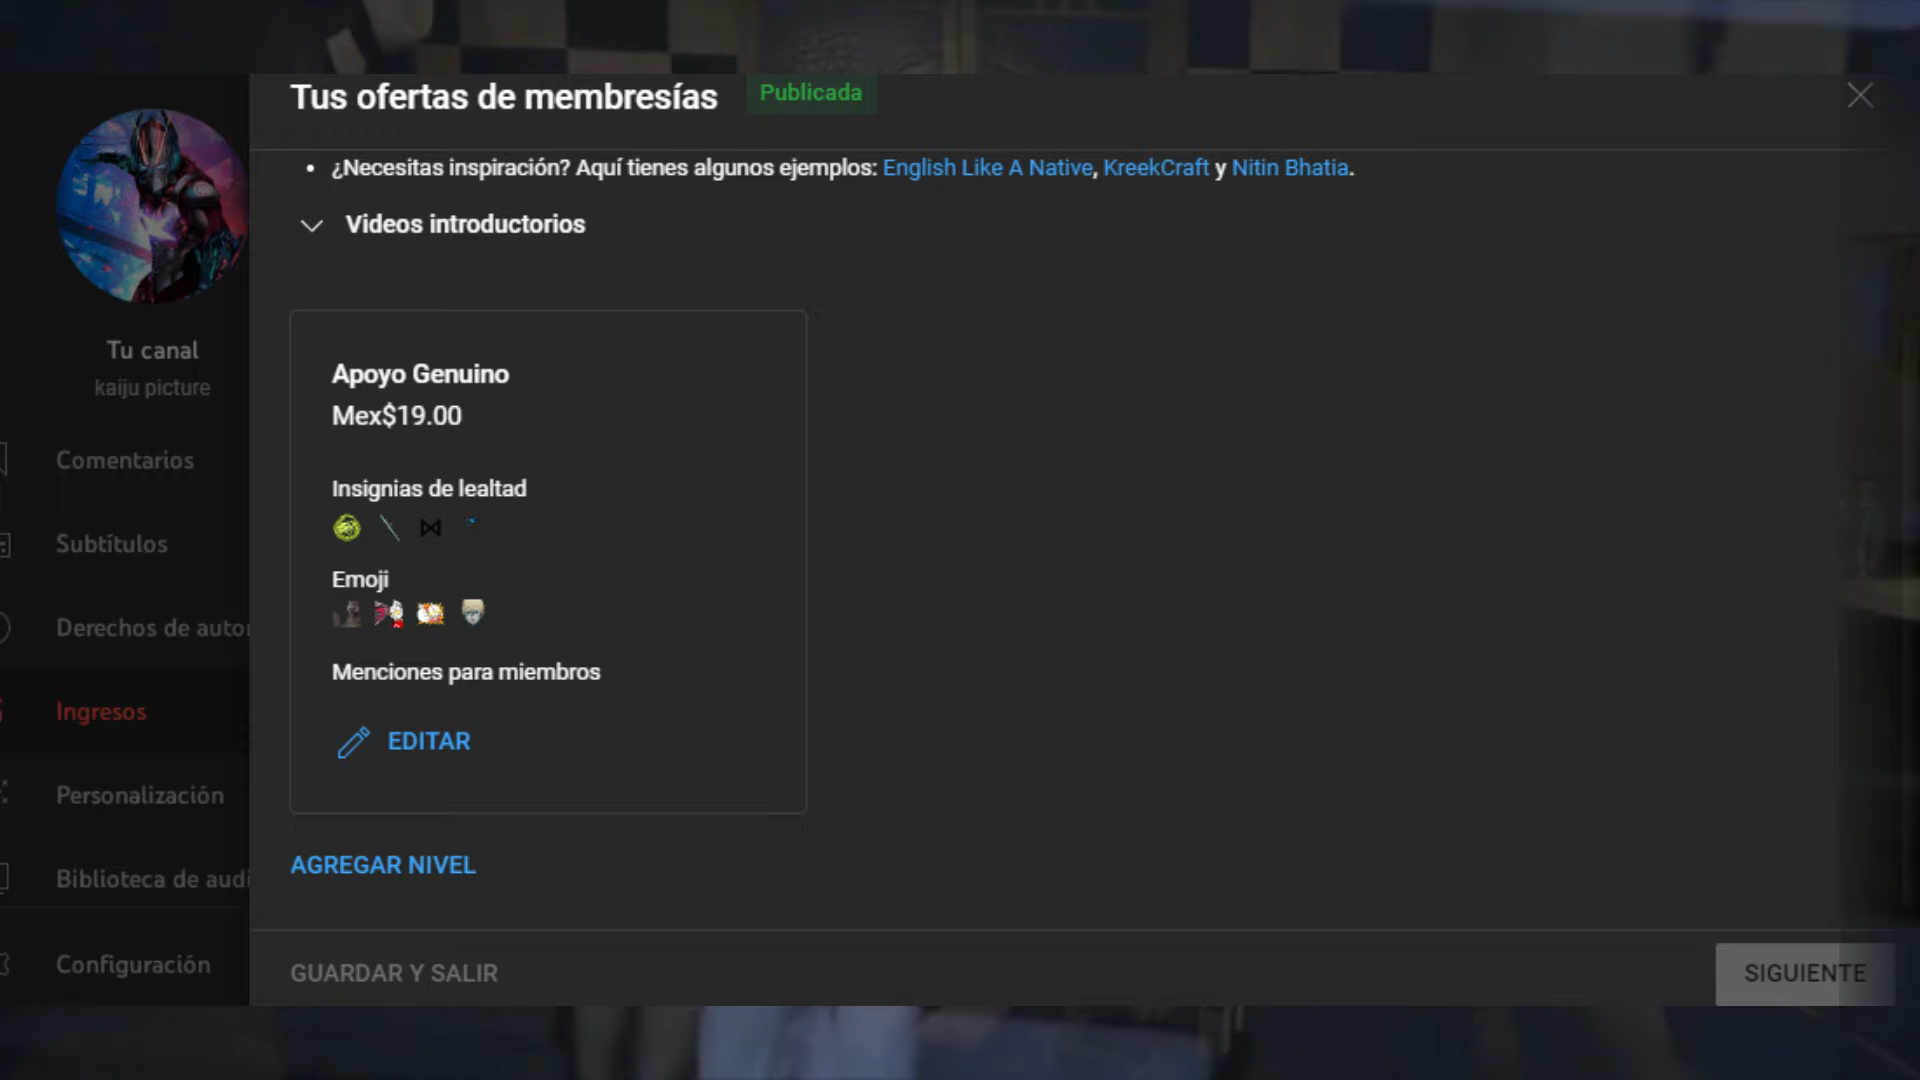 Tus ofertas de membresías
Publicada
¿Necesitas inspiración? Aquí tienes algunos ejemplos: English Like A Native, KreekCraft y Nitin Bhatia.
Videos introductorios
Tu canal
kaiju picture
Comentarios
Subtítulos
Derechos de autor
Ingresos
Personalización
Biblioteca de audi
Configuración
Apoyo Genuino
Mex$19.00
Insignias de lealtad
Emoji
Menciones para miembros
EDITAR
AGREGAR NIVEL
GUARDAR Y SALIR
SIGUIENTE